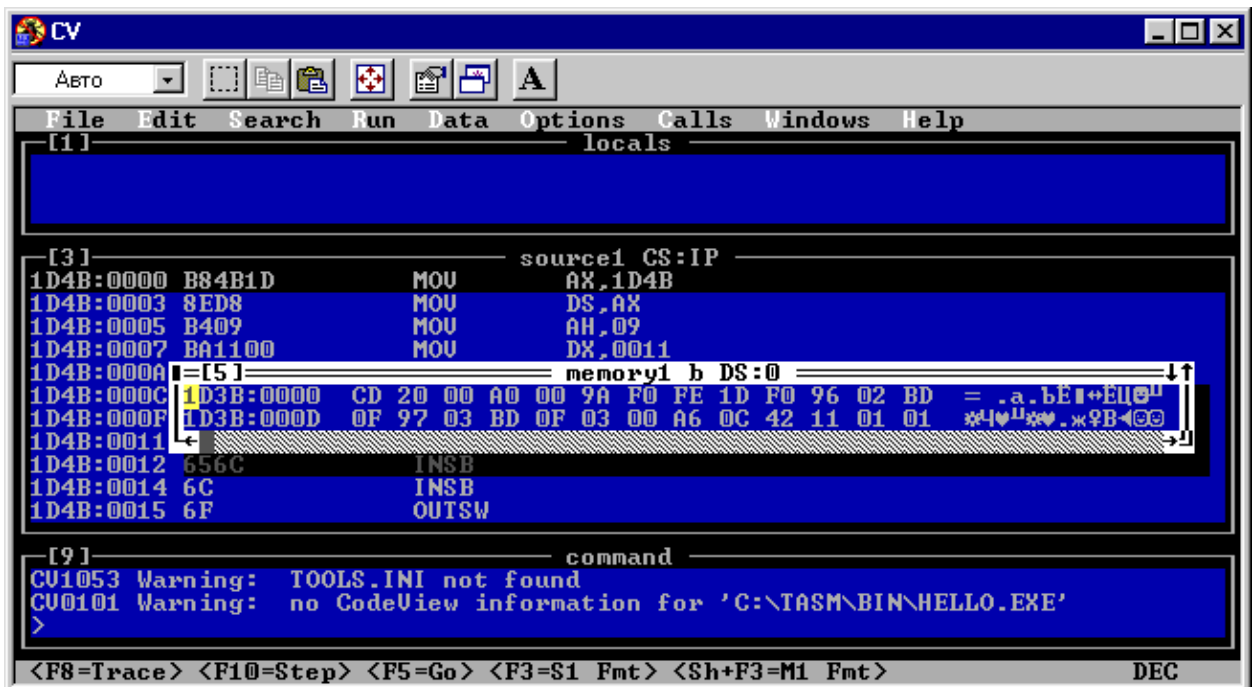 CV
Авто
A
File Edit Search Run Data Options Calls Windows Help
[1] locals
[3] source1 CS:IP
1D4B:0000 B84B1D MOV AX,1D4B
1D4B:0003 8ED8 MOV DS,AX
1D4B:0005 B409 MOV AH,09
1D4B:0007 BA1100 MOV DX,0011
1D4B:000A [5] memory1 b DS:0
1D4B:000C 1D3B:0000 CD 20 00 A0 00 9A F0 FE 1D F0 96 02 BD = .а.ЬЁ■↔ЁЦ☻╜
1D4B:000F 1D3B:000D 0F 97 03 BD 0F 03 00 A6 0C 42 11 01 01 ☼Ч♥╜☼♥.ж♀B◄☺☺
1D4B:0011
1D4B:0012 656C INSB
1D4B:0014 6C INSB
1D4B:0015 6F OUTSW
[9] command
CV1053 Warning: TOOLS.INI not found
CV0101 Warning: no CodeView information for 'C:\TASM\BIN\HELLO.EXE'
>
<F8=Trace> <F10=Step> <F5=Go> <F3=S1 Fmt> <Sh+F3=M1 Fmt> DEC